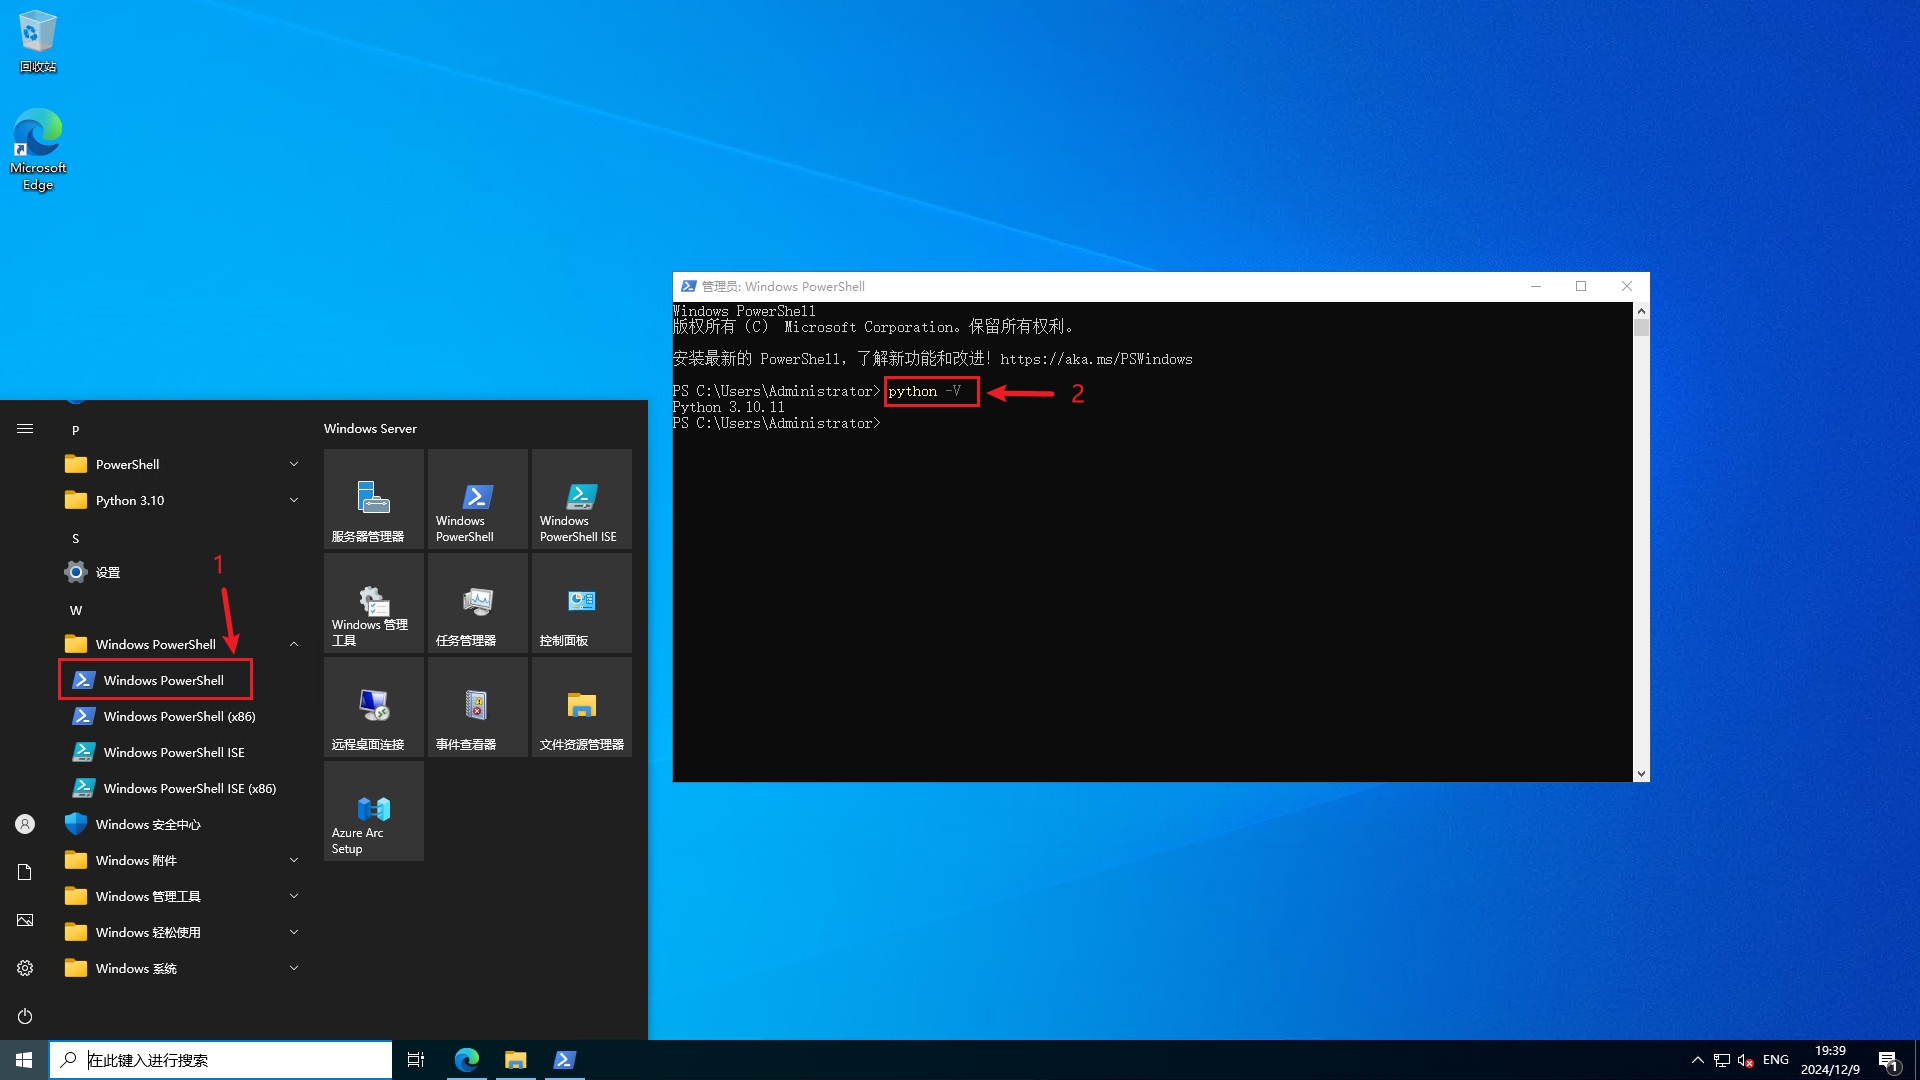 回收站
Microsoft
Edge
管理员: Windows PowerShell
Windows PowerShell
版权所有 (C) Microsoft Corporation。保留所有权利。
安装最新的 PowerShell，了解新功能和改进！https://aka.ms/PSWindows
PS C:\Users\Administrator> python -V
2
Python 3.10.11
PS C:\Users\Administrator>
P
PowerShell
Python 3.10
S
1
设置
W
Windows PowerShell
Windows PowerShell
Windows PowerShell (x86)
Windows PowerShell ISE
Windows PowerShell ISE (x86)
Windows 安全中心
Windows 附件
Windows 管理工具
Windows 轻松使用
Windows 系统
Windows Server
服务器管理器
Windows
PowerShell
Windows
PowerShell ISE
Windows 管理
工具
任务管理器
控制面板
远程桌面连接
事件查看器
文件资源管理器
Azure Arc
Setup
在此键入进行搜索
ENG
19:39
2024/12/9
1